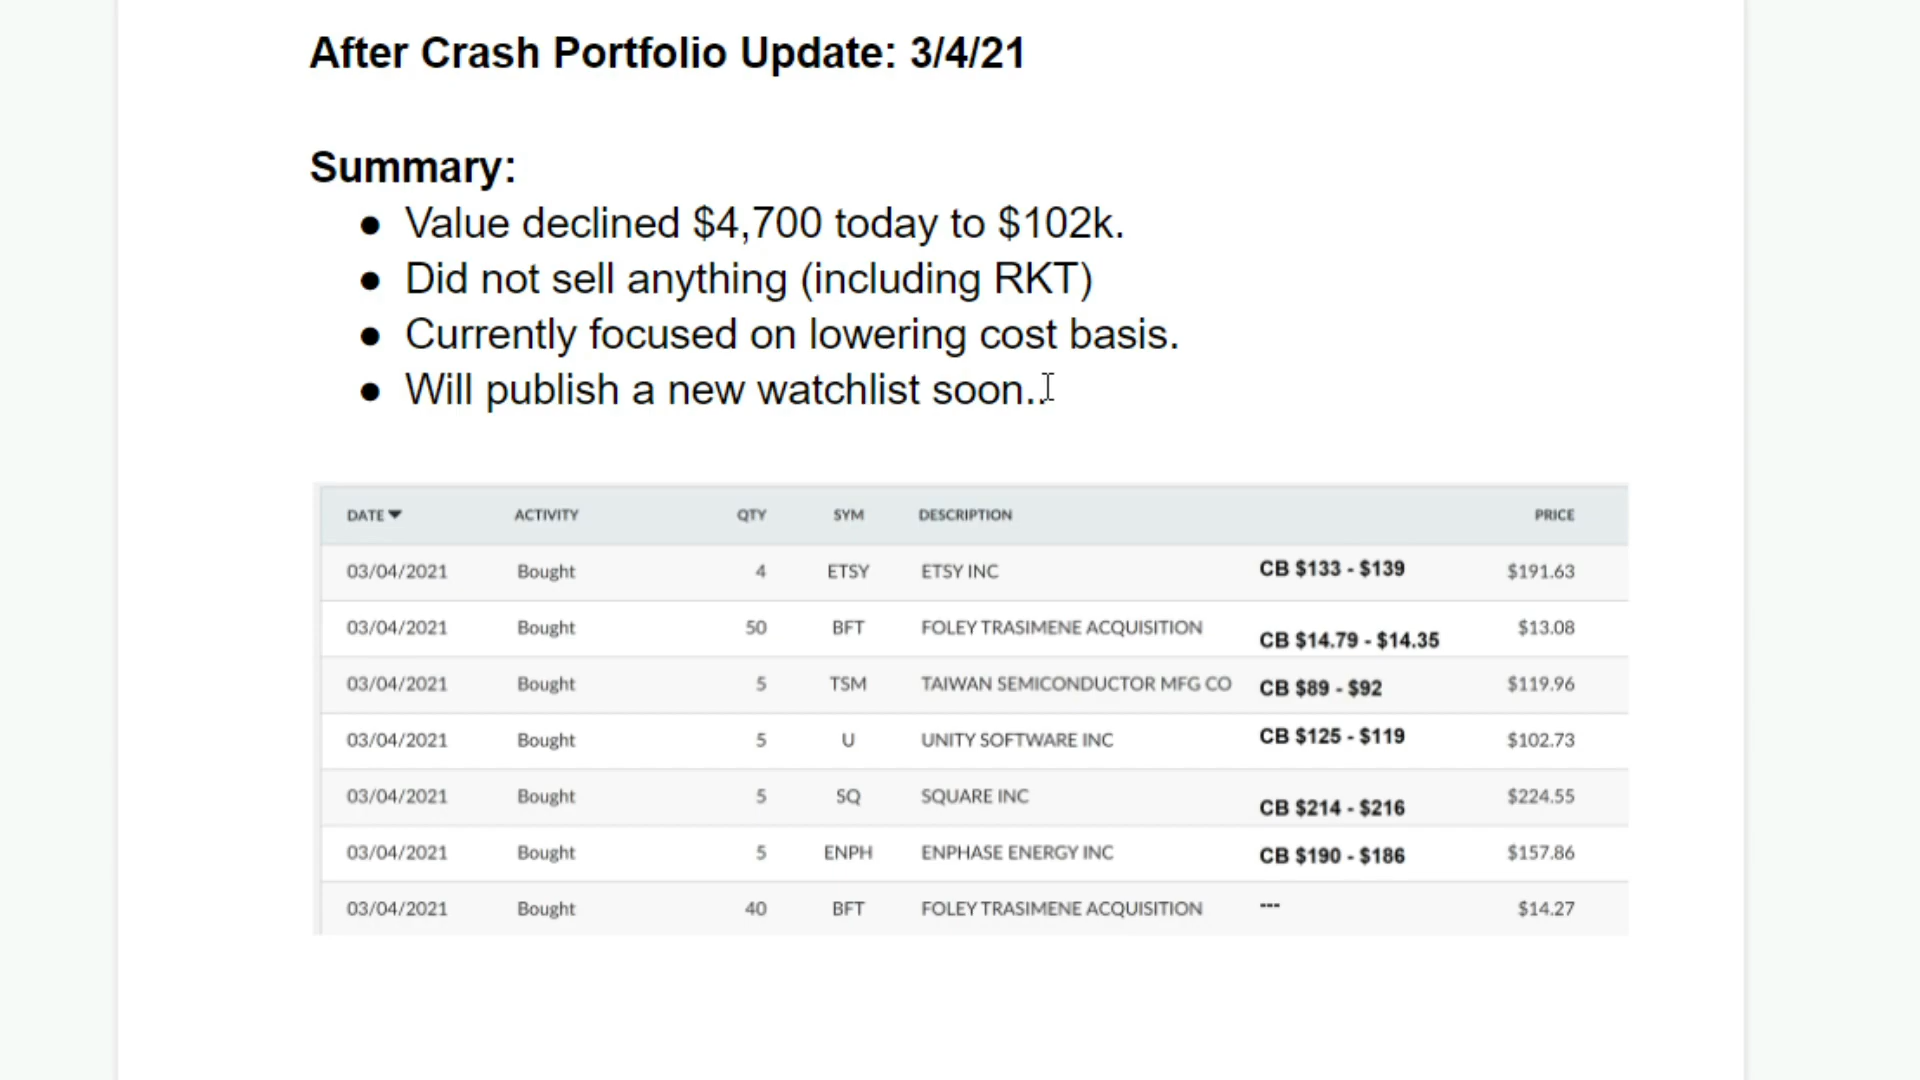 After Crash Portfolio Update: 3/4/21
Summary:
● Value declined $4,700 today to $102k.
● Did not sell anything (including RKT)
● Currently focused on lowering cost basis.
● Will publish a new watchlist soon..
DATE ▼ ACTIVITY QTY SYM DESCRIPTION PRICE
03/04/2021 Bought 4 ETSY ETSY INC CB $133 - $139 $191.63
03/04/2021 Bought 50 BFT FOLEY TRASIMENE ACQUISITION CB $14.79 - $14.35 $13.08
03/04/2021 Bought 5 TSM TAIWAN SEMICONDUCTOR MFG CO CB $89 - $92 $119.96
03/04/2021 Bought 5 U UNITY SOFTWARE INC CB $125 - $119 $102.73
03/04/2021 Bought 5 SQ SQUARE INC CB $214 - $216 $224.55
03/04/2021 Bought 5 ENPH ENPHASE ENERGY INC CB $190 - $186 $157.86
03/04/2021 Bought 40 BFT FOLEY TRASIMENE ACQUISITION --- $14.27